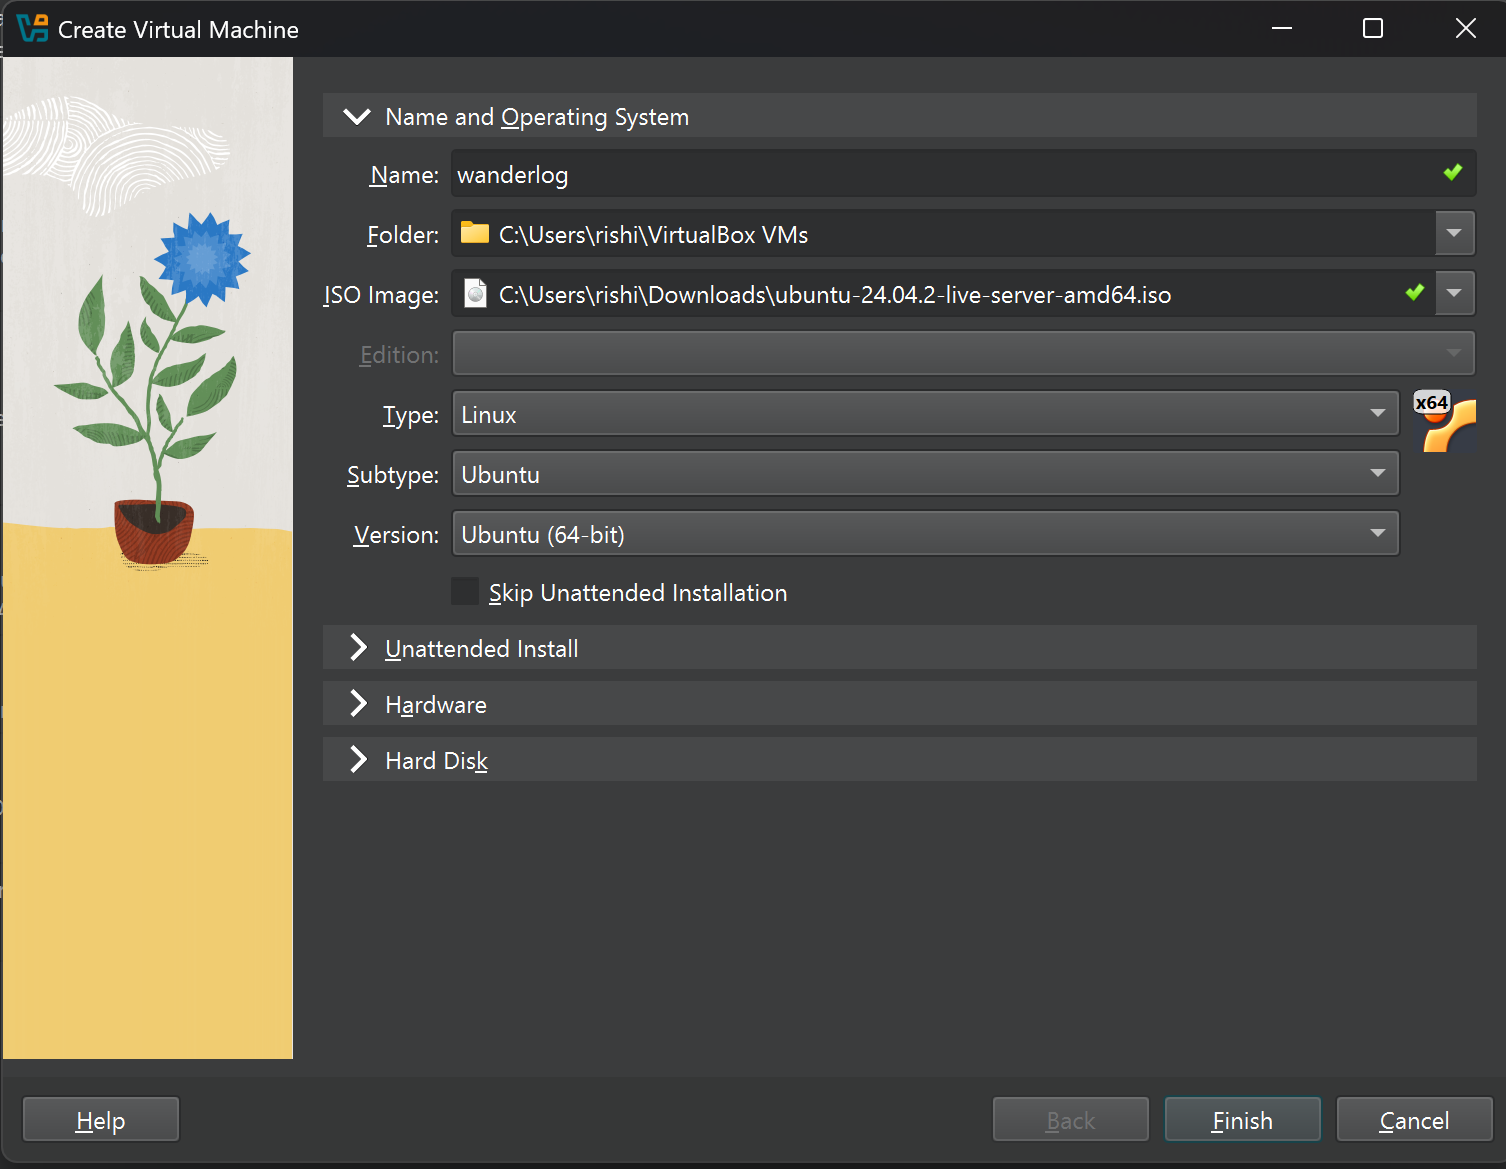 Create Virtual Machine
Name and Operating System
Name: wanderlog
Folder: C:\Users\rishi\VirtualBox VMs
ISO Image: C:\Users\rishi\Downloads\ubuntu-24.04.2-live-server-amd64.iso
Edition:
Type: Linux
x64
Subtype: Ubuntu
Version: Ubuntu (64-bit)
Skip Unattended Installation
Unattended Install
Hardware
Hard Disk
Help Back Finish Cancel